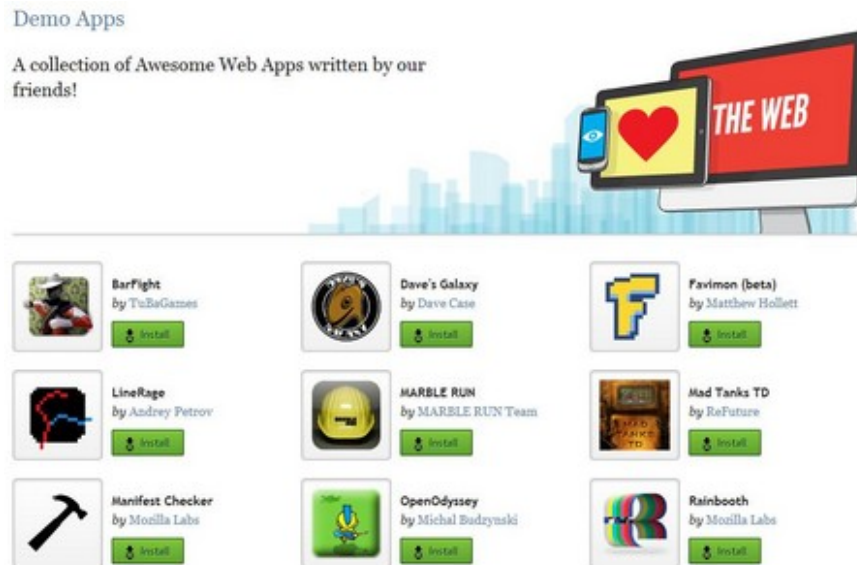 Demo Apps
A collection of Awesome Web Apps written by our
friends!
THE WEB
BarFight
by TuBaGames
Install
Dave's Galaxy
by Dave Case
Install
Favimon (beta)
by Matthew Hollett
Install
LineRage
by Andrey Petrov
Install
MARBLE RUN
by MARBLE RUN Team
Install
Mad Tanks TD
by ReFuture
Install
MAD
TANKS
TD
Manifest Checker
by Mozilla Labs
Install
OpenOdyssey
by Michal Budzynski
Install
Rainbooth
by Mozilla Labs
Install